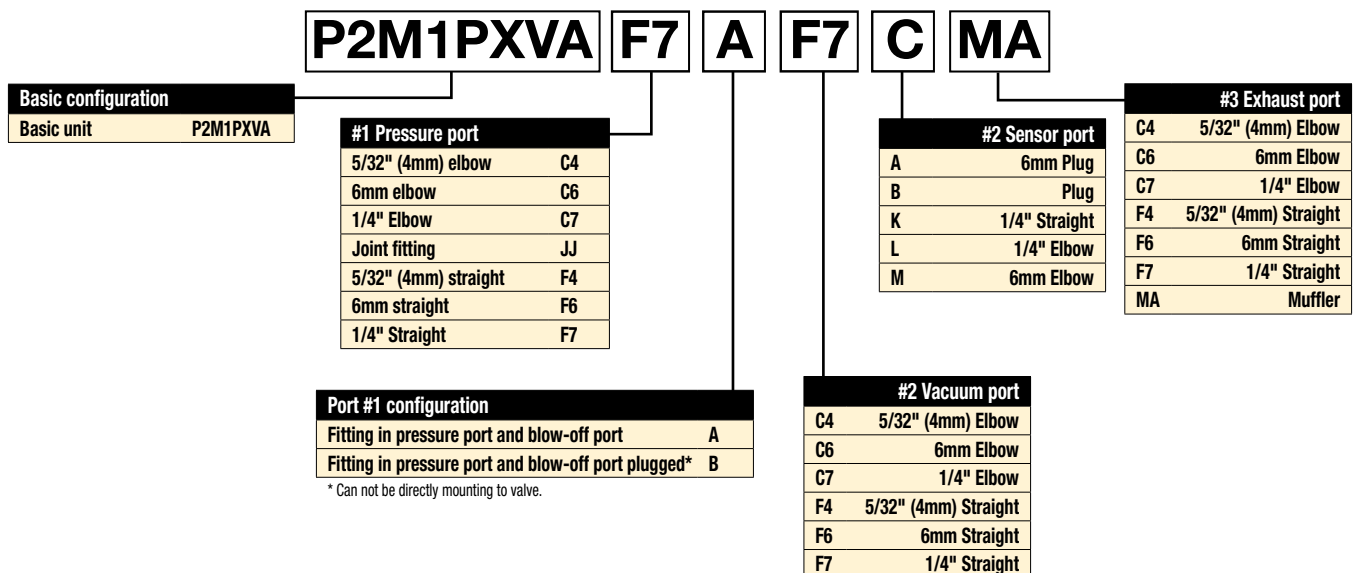 P2M1PXVA F7 A F7 C MA
Basic configuration
Basic unit P2M1PXVA
#1 Pressure port
5/32" (4mm) elbow C4
6mm elbow C6
1/4" Elbow C7
Joint fitting JJ
5/32" (4mm) straight F4
6mm straight F6
1/4" Straight F7
Port #1 configuration
Fitting in pressure port and blow-off port A
Fitting in pressure port and blow-off port plugged* B
* Can not be directly mounting to valve.
#2 Vacuum port
C4 5/32" (4mm) Elbow
C6 6mm Elbow
C7 1/4" Elbow
F4 5/32" (4mm) Straight
F6 6mm Straight
F7 1/4" Straight
#2 Sensor port
A 6mm Plug
B Plug
K 1/4" Straight
L 1/4" Elbow
M 6mm Elbow
#3 Exhaust port
C4 5/32" (4mm) Elbow
C6 6mm Elbow
C7 1/4" Elbow
F4 5/32" (4mm) Straight
F6 6mm Straight
F7 1/4" Straight
MA Muffler